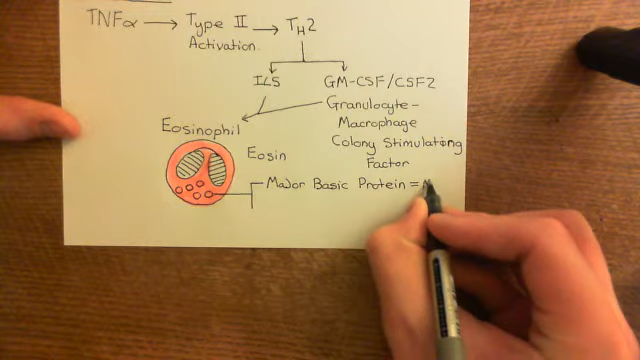 TNFα → Type II → TH2
Activation
IL5 GM-CSF/CSF2
Granulocyte-
Macrophage
Colony Stimulating
Factor
Eosinophil
Eosin
Major Basic Protein =